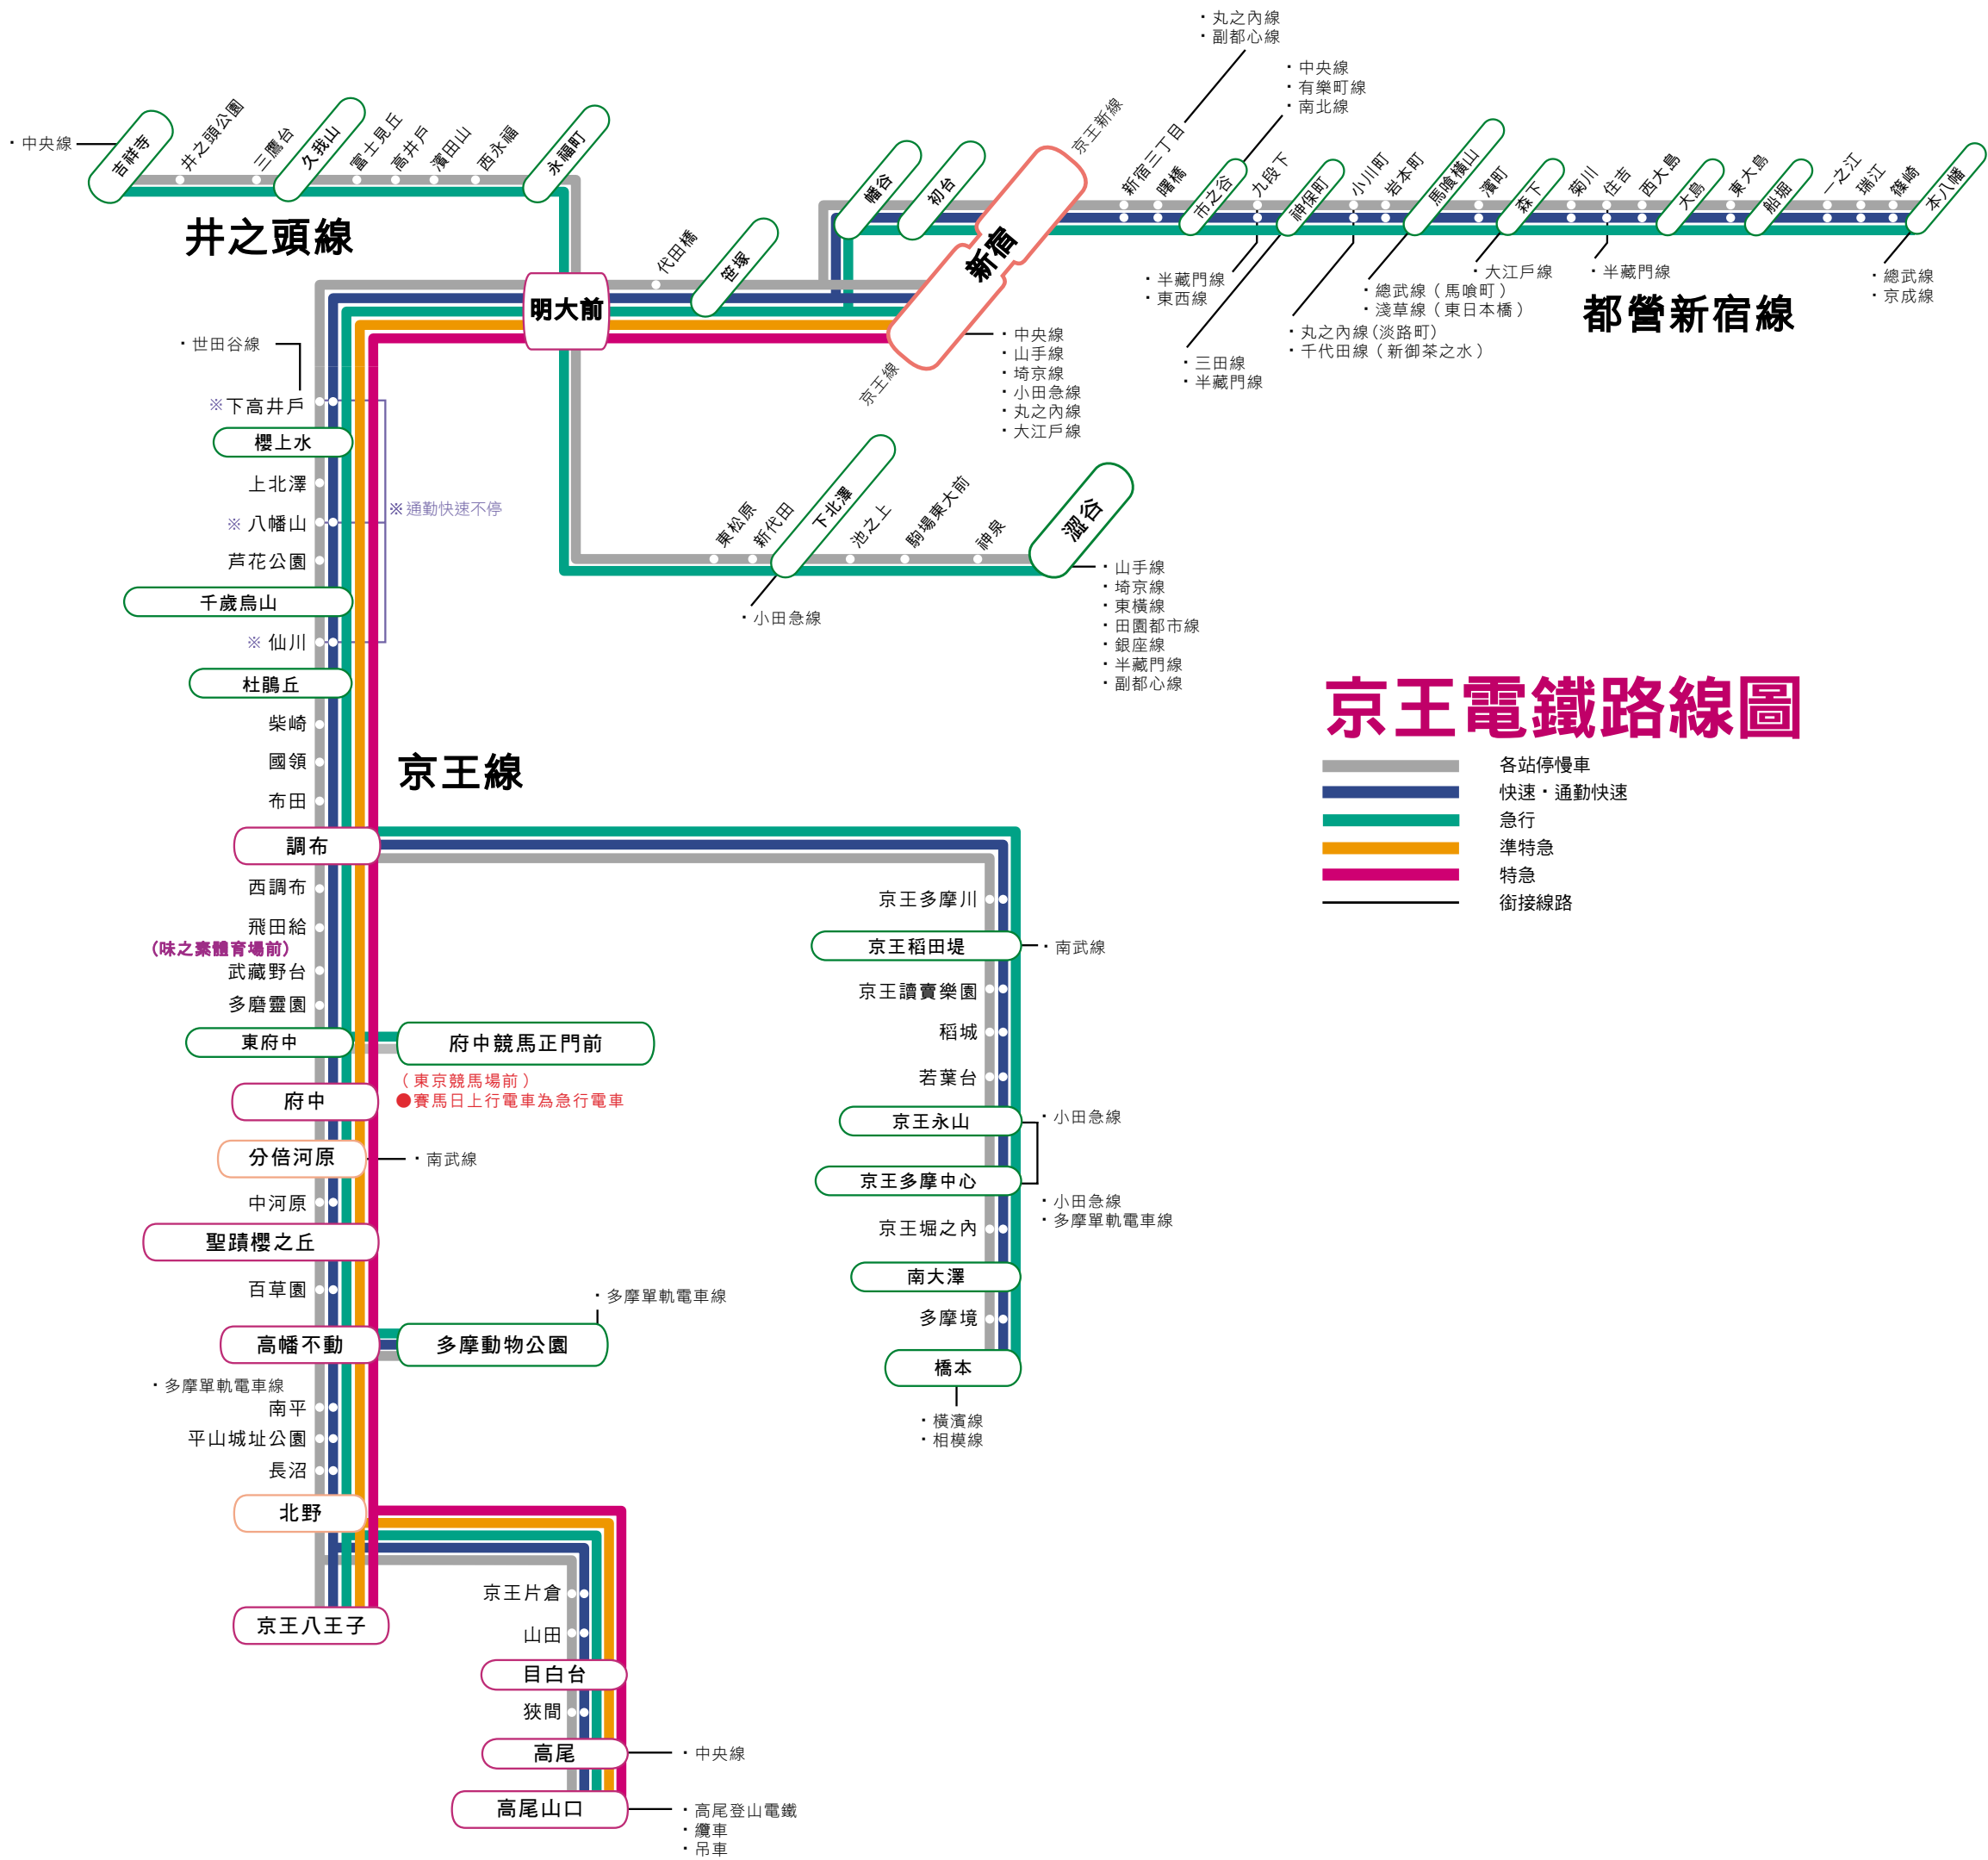 ・丸之內線
・副都心線
・中央線
・有樂町線
・南北線
・中央線
吉祥寺
井之頭公園
三鷹台
久我山
富士見丘
高井戶
濱田山
西永福
永福町
井之頭線
幡谷
初台
新宿
京王新線
新宿三丁目
曙橋
市之谷
九段下
神保町
小川町
岩本町
馬喰橫山
濱町
森下
菊川
住吉
西大島
大島
東大島
船堀
一之江
瑞江
篠崎
本八幡
・半藏門線
・東西線
・總武線（馬喰町）
・淺草線（東日本橋）
・大江戶線
・半藏門線
・總武線
・京成線
都營新宿線
・丸之內線(淡路町)
・千代田線（新御茶之水）
・三田線
・半藏門線
明大前
代田橋
笹塚
京王線
・中央線
・山手線
・埼京線
・小田急線
・丸之內線
・大江戶線
・世田谷線
※下高井戶
櫻上水
上北澤
※ 八幡山
※通勤快速不停
芦花公園
千歲烏山
※ 仙川
杜鵑丘
柴崎
國領
布田
京王線
東松原
新代田
下北澤
池之上
駒場東大前
神泉
澀谷
・小田急線
・山手線
・埼京線
・東橫線
・田園都市線
・銀座線
・半藏門線
・副都心線
京王電鐵路線圖
各站停慢車
快速・通勤快速
急行
準特急
特急
銜接線路
調布
西調布
飛田給
（味之素體育場前）
武藏野台
多磨靈園
東府中
府中競馬正門前
（東京競馬場前）
●賽馬日上行電車為急行電車
府中
分倍河原
・南武線
中河原
聖蹟櫻之丘
百草園
高幡不動
多摩動物公園
・多摩單軌電車線
・多摩單軌電車線
南平
平山城址公園
長沼
北野
京王八王子
京王多摩川
京王稻田堤
・南武線
京王讀賣樂園
稻城
若葉台
京王永山
・小田急線
京王多摩中心
・小田急線
・多摩單軌電車線
京王堀之內
南大澤
多摩境
橋本
・橫濱線
・相模線
京王片倉
山田
目白台
狹間
高尾
・中央線
高尾山口
・高尾登山電鐵
・纜車
・吊車